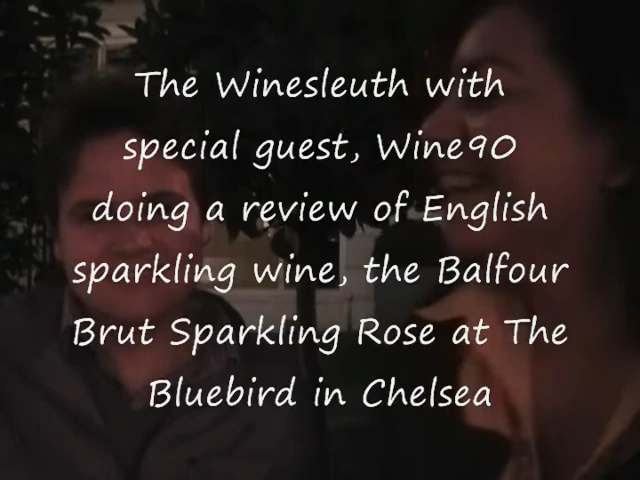 The Winesleuth with
special guest, Wine90
doing a review of English
sparkling wine, the Balfour
Brut Sparkling Rose at The
Bluebird in Chelsea